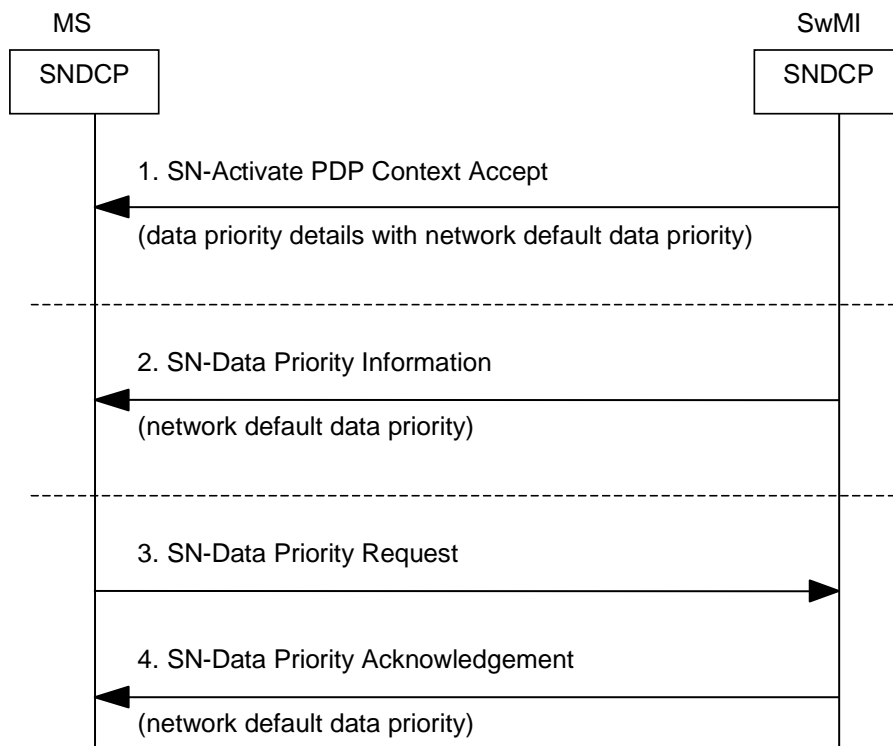 MS
SwMI
SNDCP
SNDCP
1. SN-Activate PDP Context Accept
(data priority details with network default data priority)
2. SN-Data Priority Information
(network default data priority)
3. SN-Data Priority Request
4. SN-Data Priority Acknowledgement
(network default data priority)